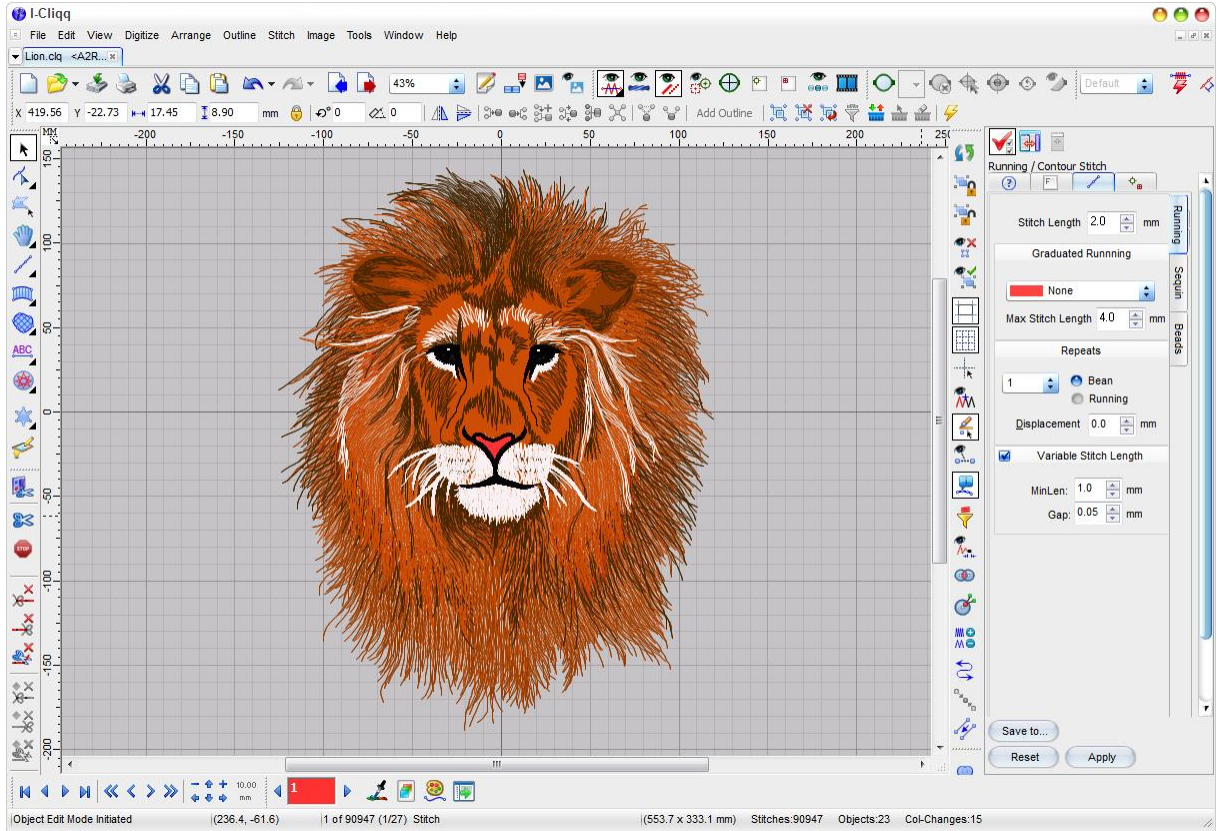 I-Cliqq
File Edit View Digitize Arrange Outline Stitch Image Tools Window Help
Lion.clq <A2R...
43%
Default
X 419.56 Y -22.73 17.45 8.90 mm 0 0 Add Outline
MM
-200 -150 -100 -50 0 50 100 150 200 250
150
100
50
0
-50
-100
-150
-200
ABC
STOP
Running / Contour Stitch
? F
Stitch Length 2.0 mm
Graduated Runnning
None
Max Stitch Length 4.0 mm
Repeats
1 Bean
Running
Displacement 0.0 mm
Variable Stitch Length
MinLen: 1.0 mm
Gap: 0.05 mm
Running
Sequin
Beads
Save to...
Reset Apply
10.00
mm
1
Object Edit Mode Initiated (236.4, -61.6) 1 of 90947 (1/27) Stitch (553.7 x 333.1 mm) Stitches:90947 Objects:23 Col-Changes:15